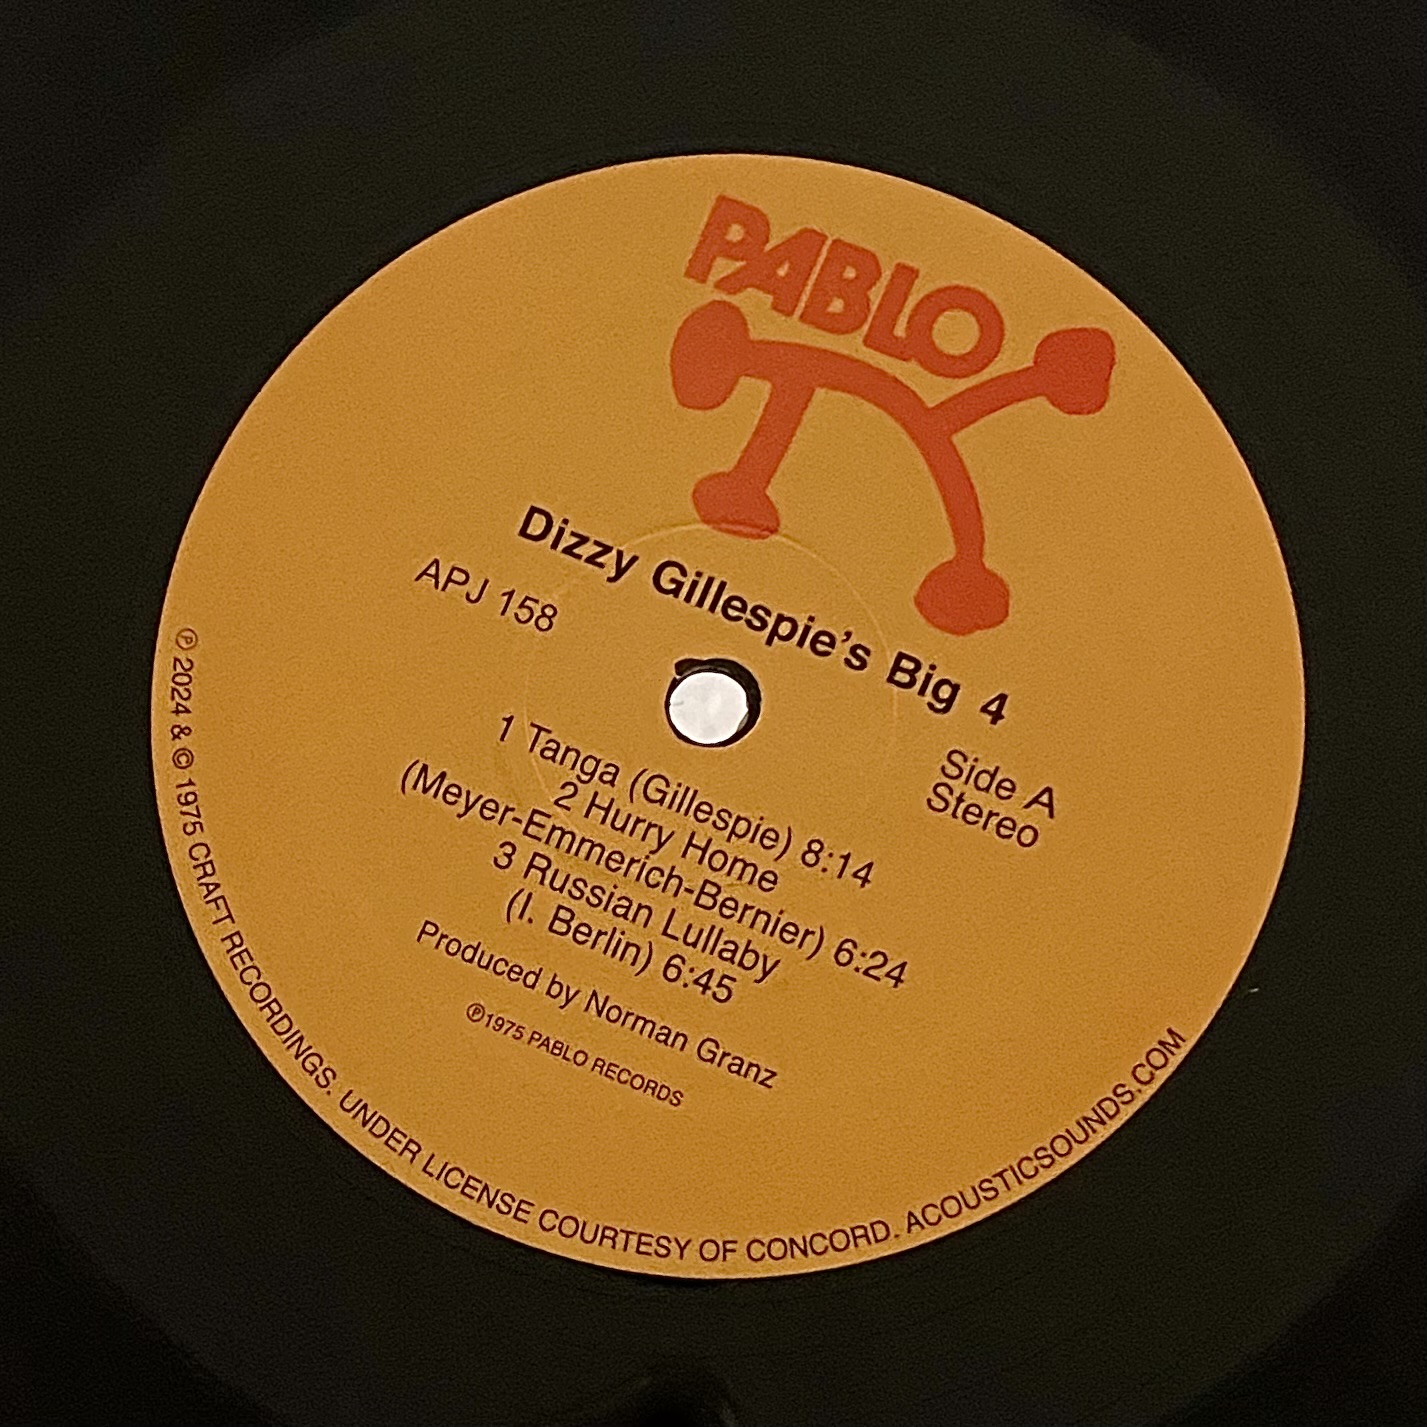 PABLO
Dizzy Gillespie's Big 4
APJ 158
Side A
Stereo
1 Tanga (Gillespie) 8:14
2 Hurry Home
(Meyer-Emmerich-Bernier) 6:24
3 Russian Lullaby
(I. Berlin) 6:45
Produced by Norman Granz
℗1975 PABLO RECORDS
℗ 2024 & © 1975 CRAFT RECORDINGS. UNDER LICENSE COURTESY OF CONCORD. ACOUSTICSOUNDS.COM